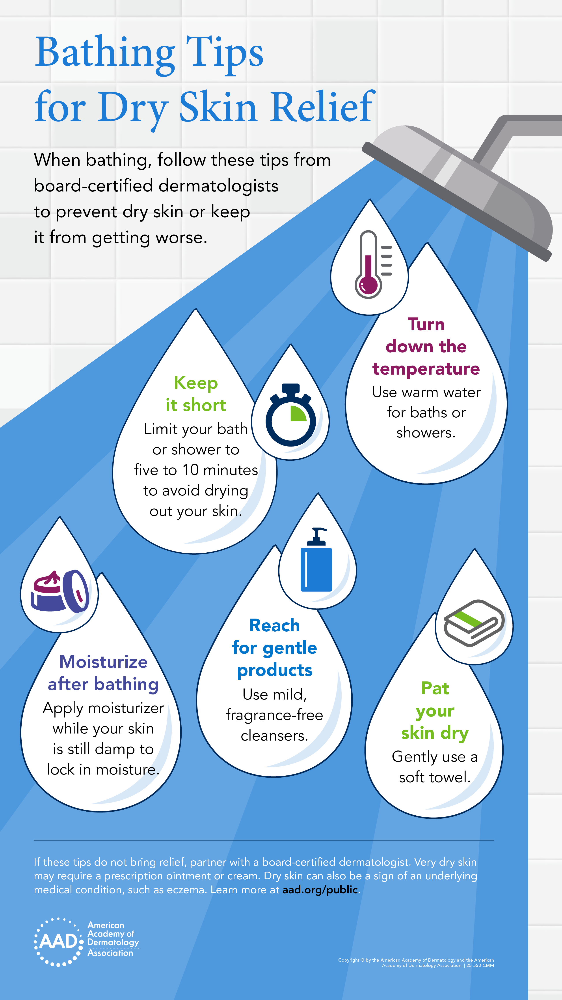 Bathing Tips
for Dry Skin Relief
When bathing, follow these tips from
board-certified dermatologists
to prevent dry skin or keep
it from getting worse.
Turn
down the
temperature
Use warm water
for baths or
showers.
Keep
it short
Limit your bath
or shower to
five to 10 minutes
to avoid drying
out your skin.
Reach
for gentle
products
Use mild,
fragrance-free
cleansers.
Moisturize
after bathing
Apply moisturizer
while your skin
is still damp to
lock in moisture.
Pat
your
skin dry
Gently use a
soft towel.
If these tips do not bring relief, partner with a board-certified dermatologist. Very dry skin
may require a prescription ointment or cream. Dry skin can also be a sign of an underlying
medical condition, such as eczema. Learn more at aad.org/public.
AAD
American
Academy of
Dermatology
Association
Copyright © by the American Academy of Dermatology and the American
Academy of Dermatology Association. | 25-550-CMM